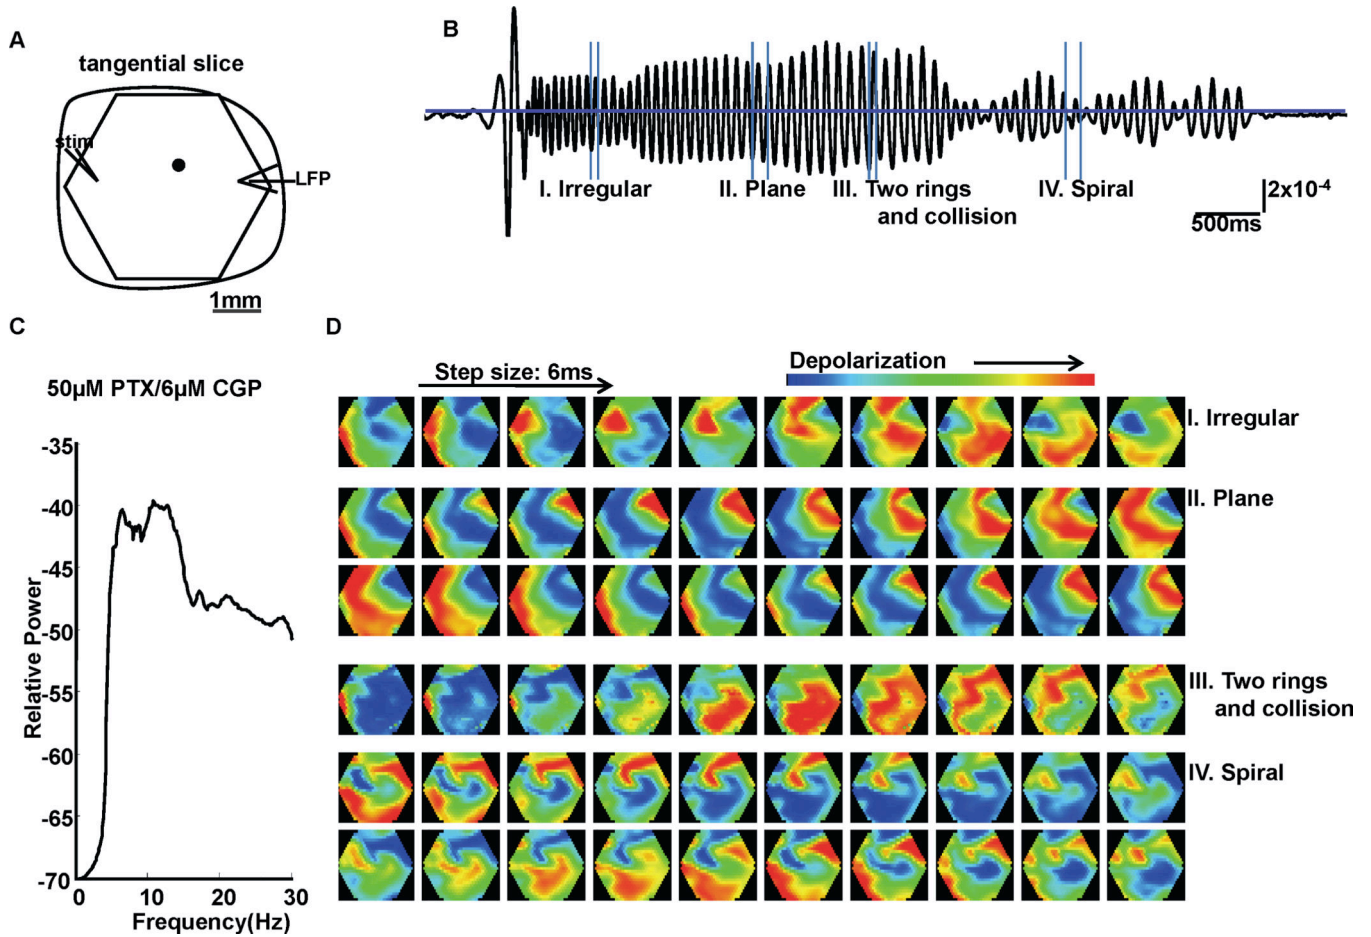 A
tangential slice
stim
LFP
1mm
B
I. Irregular
II. Plane
III. Two rings
and collision
IV. Spiral
2x10-4
500ms
C
50µM PTX/6µM CGP
-35
-40
-45
-50
-55
-60
-65
-70
Relative Power
0
10
20
30
Frequency(Hz)
D
Step size: 6ms
Depolarization
I. Irregular
II. Plane
III. Two rings
and collision
IV. Spiral